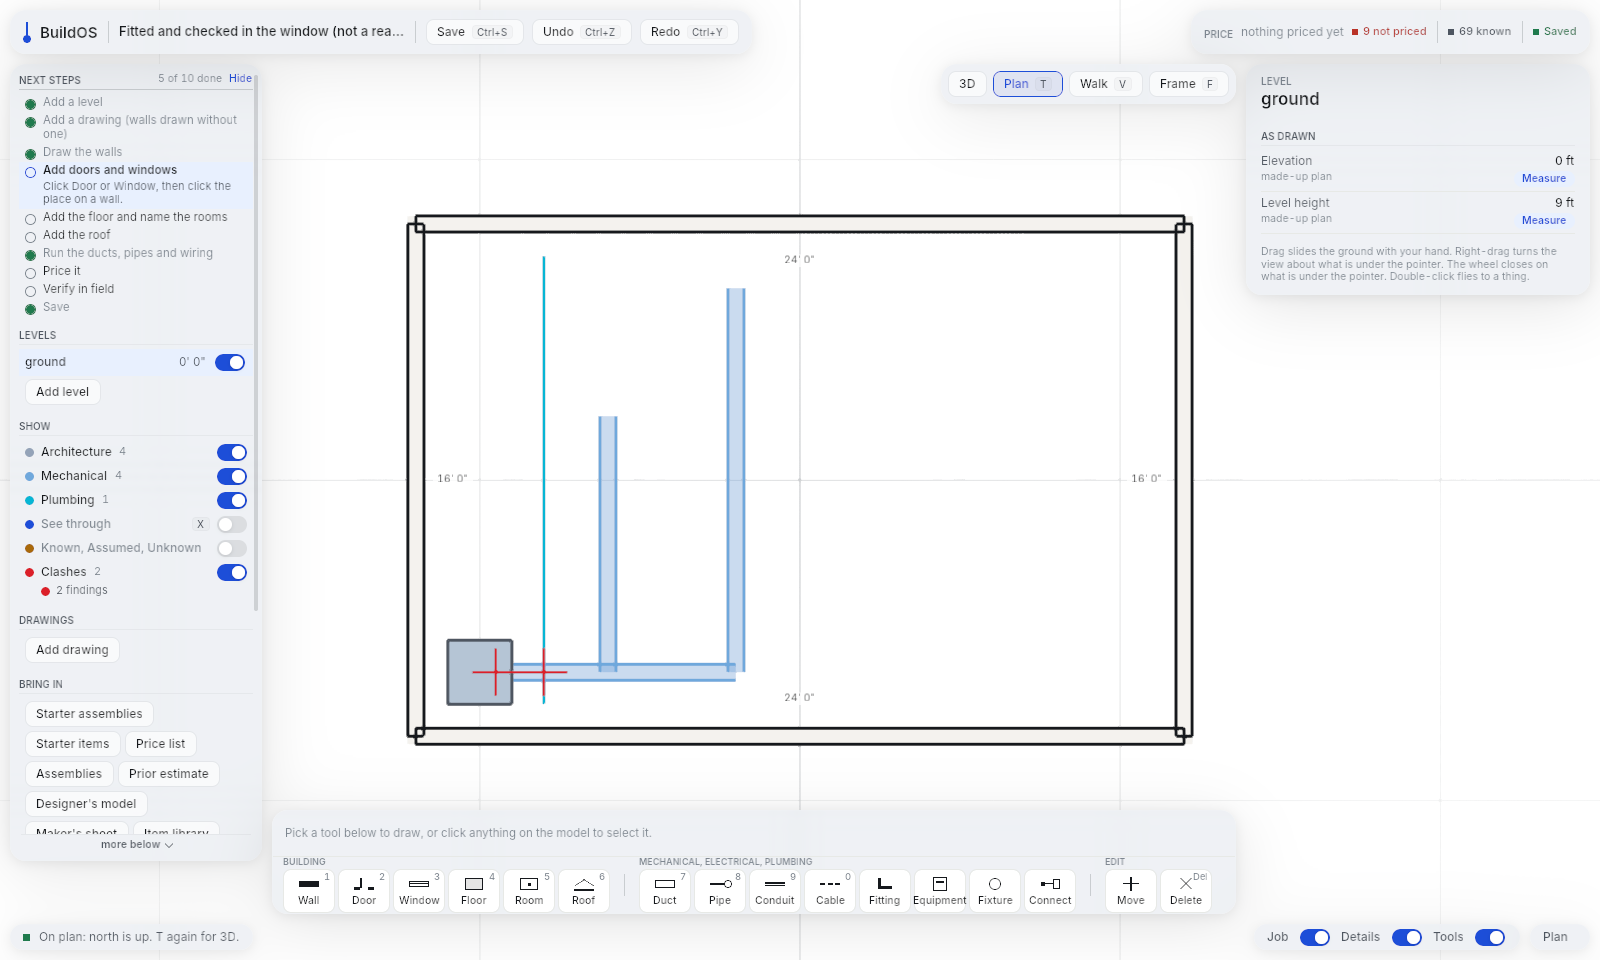 BuildOS
Fitted and checked in the window (not a rea...
Save Ctrl+S
Undo Ctrl+Z
Redo Ctrl+Y
PRICE nothing priced yet
9 not priced
69 known
Saved
3D
Plan T
Walk V
Frame F
NEXT STEPS
5 of 10 done Hide
Add a level
Add a drawing (walls drawn without
one)
Draw the walls
Add doors and windows
Click Door or Window, then click the
place on a wall.
Add the floor and name the rooms
Add the roof
Run the ducts, pipes and wiring
Price it
Verify in field
Save
LEVELS
ground 0' 0"
Add level
SHOW
Architecture 4
Mechanical 4
Plumbing 1
See through X
Known, Assumed, Unknown
Clashes 2
2 findings
DRAWINGS
Add drawing
BRING IN
Starter assemblies
Starter items Price list
Assemblies Prior estimate
Designer's model
Maker's sheet Item library
more below
24' 0"
16' 0"
16' 0"
24' 0"
LEVEL
ground
AS DRAWN
Elevation 0 ft
made-up plan Measure
Level height 9 ft
made-up plan Measure
Drag slides the ground with your hand. Right-drag turns the
view about what is under the pointer. The wheel closes on
what is under the pointer. Double-click flies to a thing.
Pick a tool below to draw, or click anything on the model to select it.
BUILDING
1 Wall
2 Door
3 Window
4 Floor
5 Room
6 Roof
MECHANICAL, ELECTRICAL, PLUMBING
7 Duct
8 Pipe
9 Conduit
0 Cable
Fitting
Equipment
Fixture
Connect
EDIT
Move
Del Delete
On plan: north is up. T again for 3D.
Job
Details
Tools
Plan